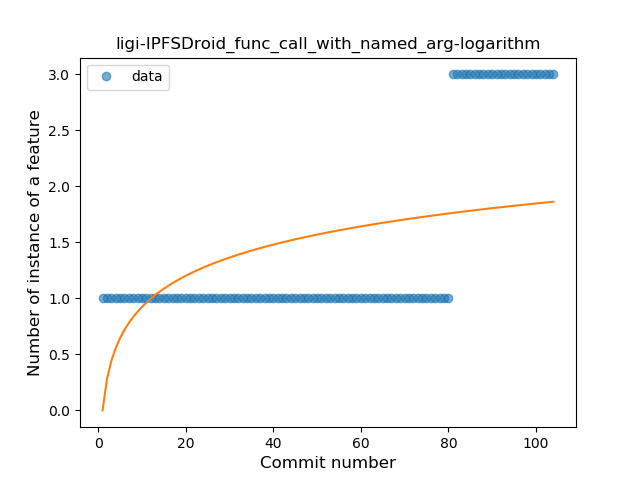 ligi-IPFSDroid_func_call_with_named_arg-logarithm
data
Number of instance of a feature
3.0
2.5
2.0
1.5
1.0
0.5
0.0
0 20 40 60 80 100
Commit number